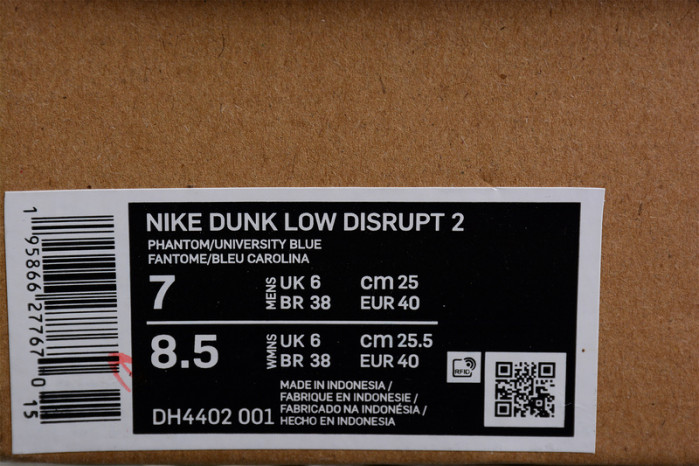 NIKE DUNK LOW DISRUPT 2
PHANTOM/UNIVERSITY BLUE
FANTOME/BLEU CAROLINA
7 MENS UK 6 cm 25
BR 38 EUR 40
8.5 WMNS UK 6 cm 25.5
BR 38 EUR 40
MADE IN INDONESIA /
FABRIQUE EN INDONESIE /
FABRICADO NA INDONÉSIA /
HECHO EN INDONESIA
DH4402 001
RFID
1 95866 27767 0 15